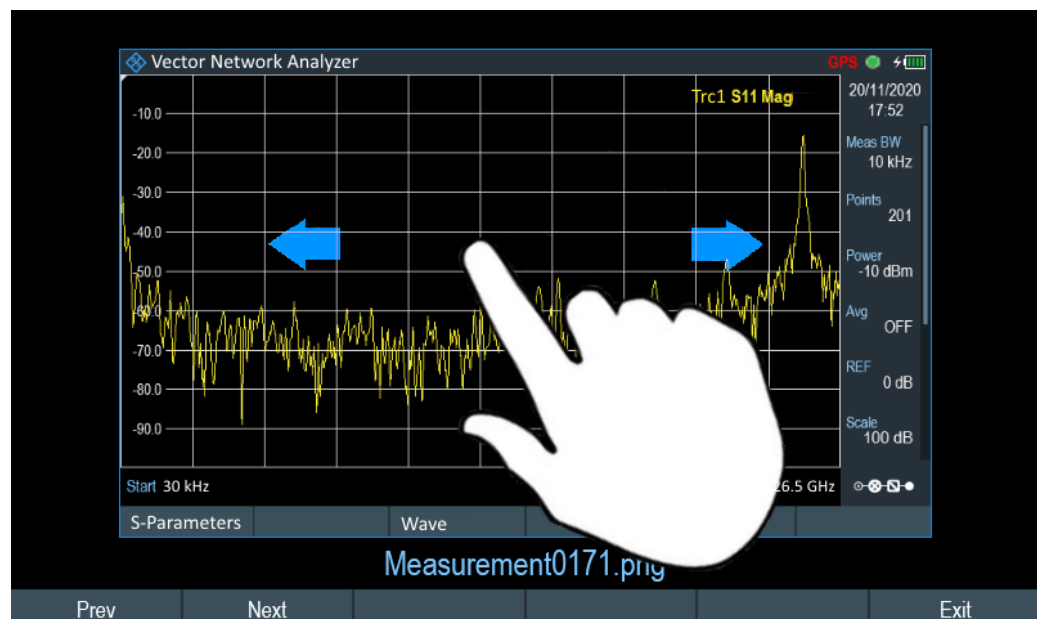 Vector Network Analyzer
GPS
Trc1 S11 Mag
20/11/2020
17:52
-10.0
-20.0
-30.0
-40.0
-50.0
-60.0
-70.0
-80.0
-90.0
Meas BW
10 kHz
Points
201
Power
-10 dBm
Avg
OFF
REF
0 dB
Scale
100 dB
Start 30 kHz
26.5 GHz
S-Parameters
Wave
Measurement0171.png
Prev Next Exit